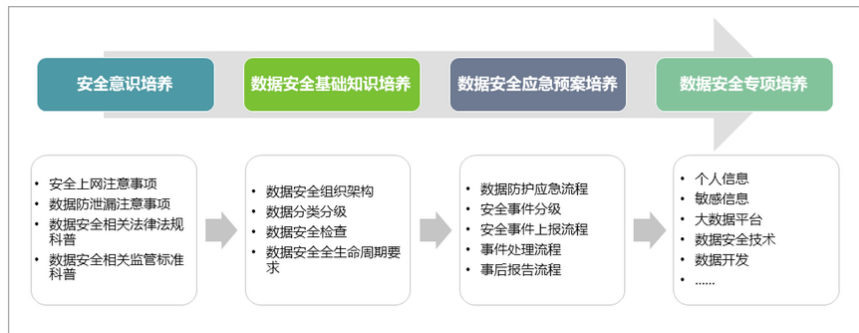 安全意识培养
数据安全基础知识培养
数据安全应急预案培养
数据安全专项培养
• 安全上网注意事项
• 数据防泄漏注意事项
• 数据安全相关法律法规
科普
• 数据安全相关监管标准
科普
• 数据安全组织架构
• 数据分类分级
• 数据安全检查
• 数据安全全生命周期要
求
• 数据防护应急流程
• 安全事件分级
• 安全事件上报流程
• 事件处理流程
• 事后报告流程
• 个人信息
• 敏感信息
• 大数据平台
• 数据安全技术
• 数据开发
• ......